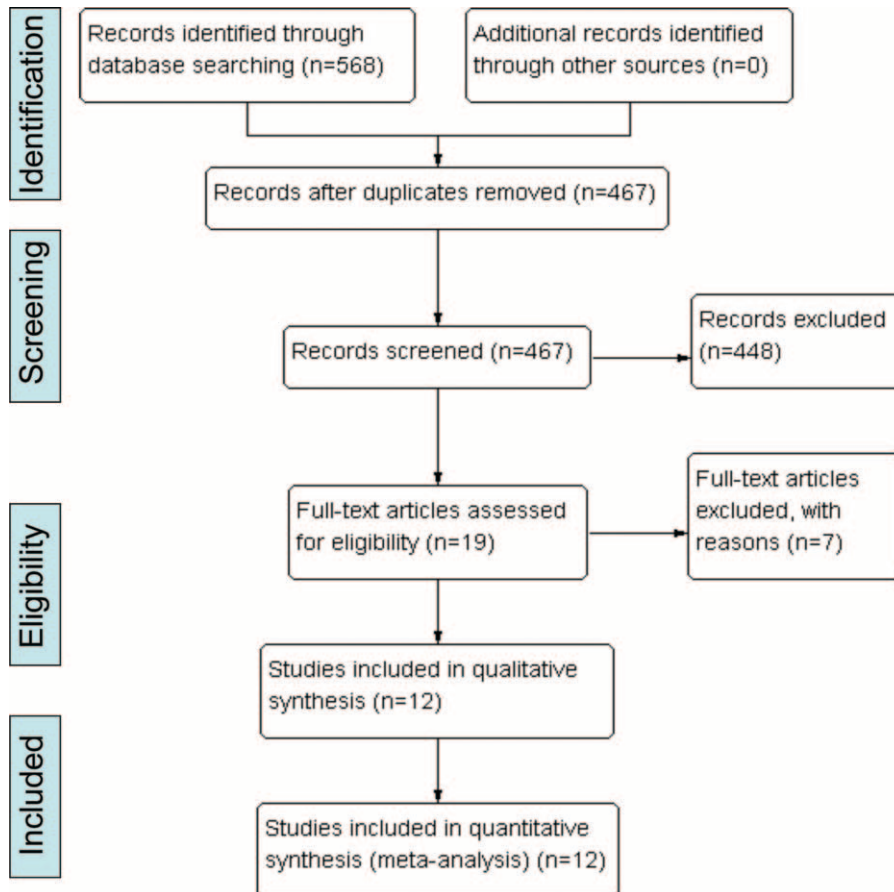 Identification
Records identified through
database searching (n=568)
Additional records identified
through other sources (n=0)
Records after duplicates removed (n=467)
Screening
Records screened (n=467)
Records excluded
(n=448)
Eligibility
Full-text articles assessed
for eligibility (n=19)
Full-text articles
excluded, with
reasons (n=7)
Studies included in qualitative
synthesis (n=12)
Included
Studies included in quantitative
synthesis (meta-analysis) (n=12)